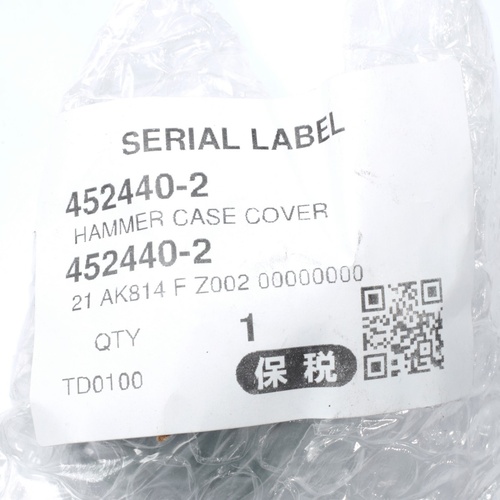 SERIAL LABEL
452440-2
HAMMER CASE COVER
452440-2
21 AK814 F Z002 00000000
QTY 1
TD0100 保税